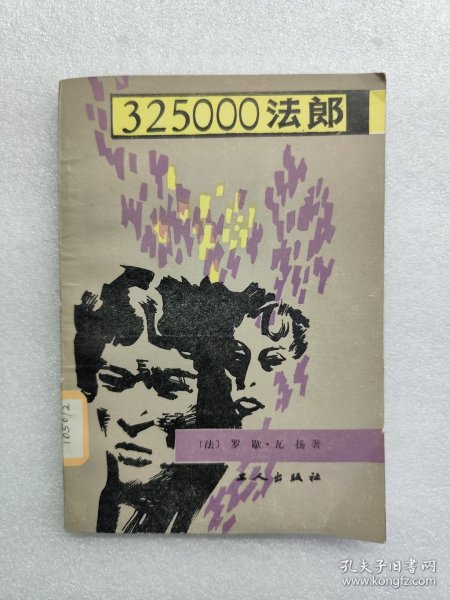 325000法郎
〔法〕罗歇·瓦扬著
工人出版社
105012
孔夫子旧书网
www.kongfz.com